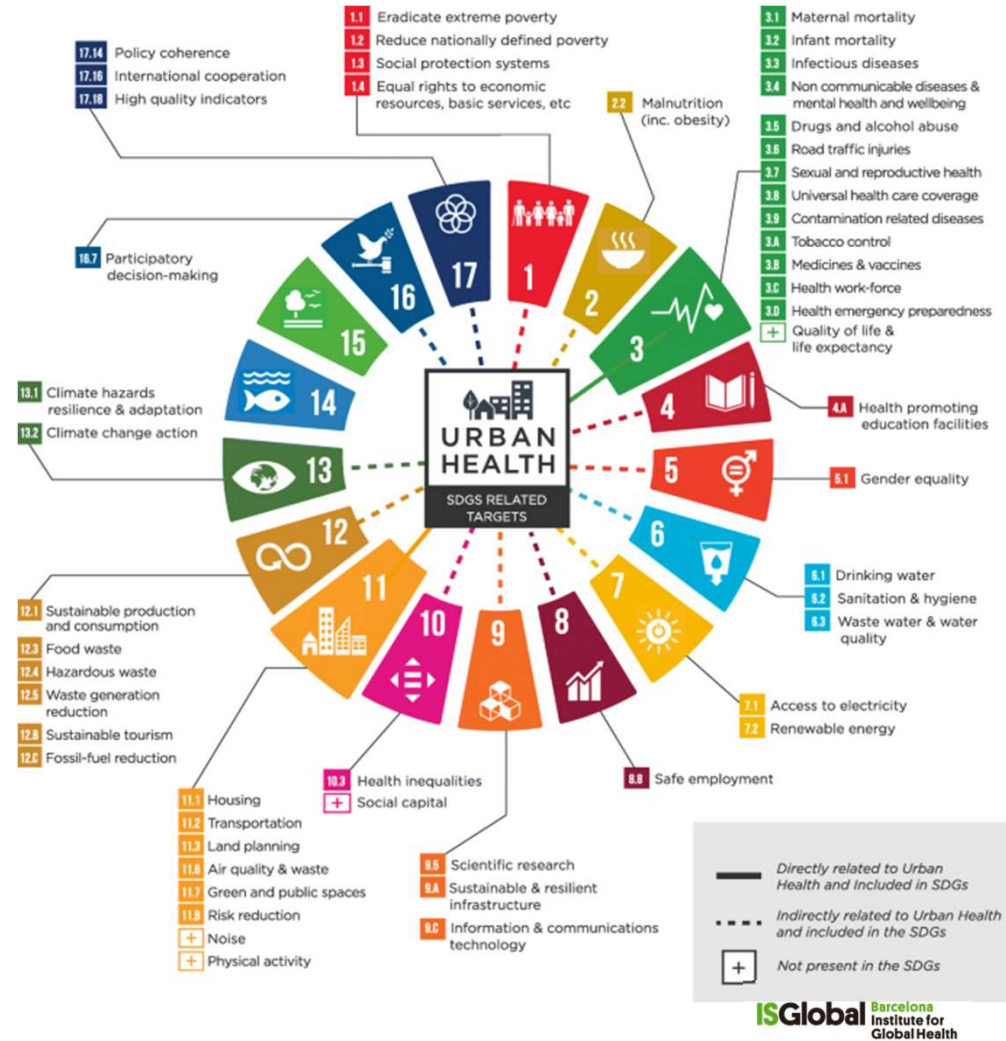 17.14 Policy coherence
17.16 International cooperation
17.18 High quality indicators
1.1 Eradicate extreme poverty
1.2 Reduce nationally defined poverty
1.3 Social protection systems
1.4 Equal rights to economic
resources, basic services, etc
2.2 Malnutrition
(inc. obesity)
3.1 Maternal mortality
3.2 Infant mortality
3.3 Infectious diseases
3.4 Non communicable diseases &
mental health and wellbeing
3.5 Drugs and alcohol abuse
3.6 Road traffic injuries
3.7 Sexual and reproductive health
3.8 Universal health care coverage
3.9 Contamination related diseases
3.A Tobacco control
3.B Medicines & vaccines
3.C Health work-force
3.D Health emergency preparedness
+ Quality of life &
life expectancy
16.7 Participatory
decision-making
17
1
16
2
15
3
14
4
13
5
12
6
11
7
10
9
8
URBAN
HEALTH
SDGS RELATED
TARGETS
13.1 Climate hazards
resilience & adaptation
13.2 Climate change action
4.A Health promoting
education facilities
5.1 Gender equality
6.1 Drinking water
6.2 Sanitation & hygiene
6.3 Waste water & water
quality
12.1 Sustainable production
and consumption
12.3 Food waste
12.4 Hazardous waste
12.5 Waste generation
reduction
12.B Sustainable tourism
12.C Fossil-fuel reduction
7.1 Access to electricity
7.2 Renewable energy
8.8 Safe employment
10.3 Health inequalities
+ Social capital
11.1 Housing
11.2 Transportation
11.3 Land planning
11.6 Air quality & waste
11.7 Green and public spaces
11.B Risk reduction
+ Noise
+ Physical activity
9.5 Scientific research
9.A Sustainable & resilient
infrastructure
9.C Information & communications
technology
Directly related to Urban
Health and Included in SDGs
Indirectly related to Urban Health
and included in the SDGs
+ Not present in the SDGs
ISGlobal Barcelona
Institute for
Global Health